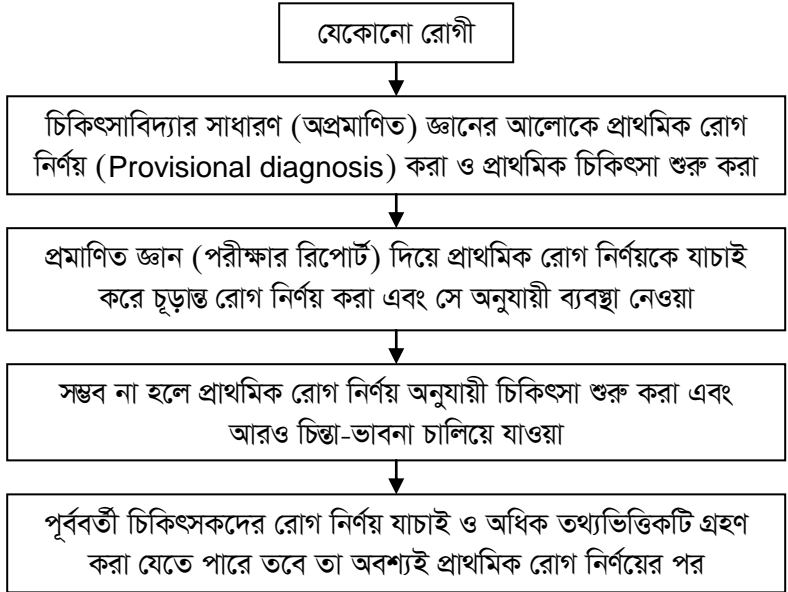 যেকোনো রোগী
চিকিৎসাবিদ্যার সাধারণ (অপ্রমাণিত) জ্ঞানের আলোকে প্রাথমিক রোগ
নির্ণয় (Provisional diagnosis) করা ও প্রাথমিক চিকিৎসা শুরু করা
প্রমাণিত জ্ঞান (পরীক্ষার রিপোর্ট) দিয়ে প্রাথমিক রোগ নির্ণয়কে যাচাই
করে চূড়ান্ত রোগ নির্ণয় করা এবং সে অনুযায়ী ব্যবস্থা নেওয়া
সম্ভব না হলে প্রাথমিক রোগ নির্ণয় অনুযায়ী চিকিৎসা শুরু করা এবং
আরও চিন্তা-ভাবনা চালিয়ে যাওয়া
পূর্ববর্তী চিকিৎসকদের রোগ নির্ণয় যাচাই ও অধিক তথ্যভিত্তিকটি গ্রহণ
করা যেতে পারে তবে তা অবশ্যই প্রাথমিক রোগ নির্ণয়ের পর